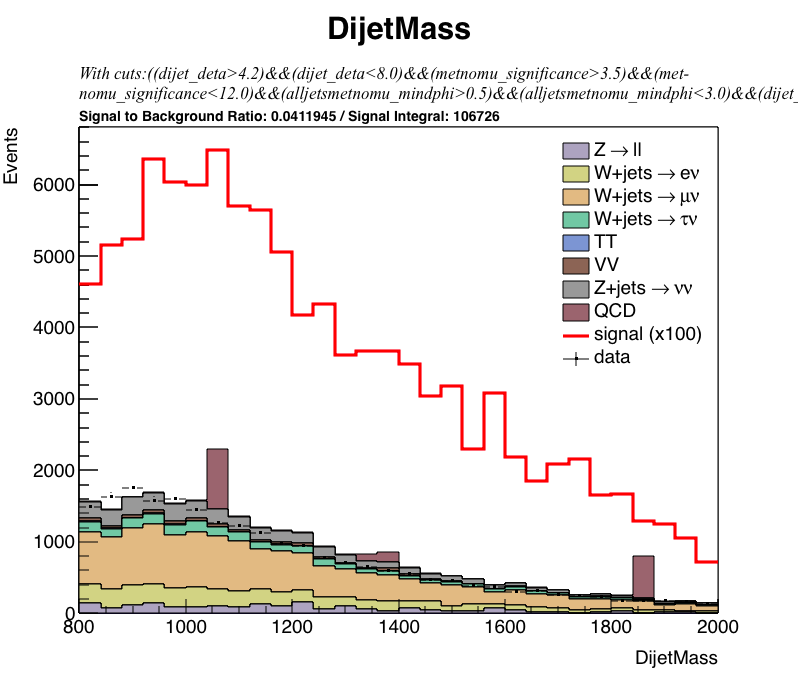 DijetMass
With cuts:((dijet_deta>4.2)&&(dijet_deta<8.0)&&(metnomu_significance>3.5)&&(met-
nomu_significance<12.0)&&(alljetsmetnomu_mindphi>0.5)&&(alljetsmetnomu_mindphi<3.0)&&(dijet_
Signal to Background Ratio: 0.0411945 / Signal Integral: 106726
Events
6000
5000
4000
3000
2000
1000
0
Z → ll
W+jets → eν
W+jets → μν
W+jets → τν
TT
VV
Z+jets → νν
QCD
signal (x100)
data
800 1000 1200 1400 1600 1800 2000
DijetMass